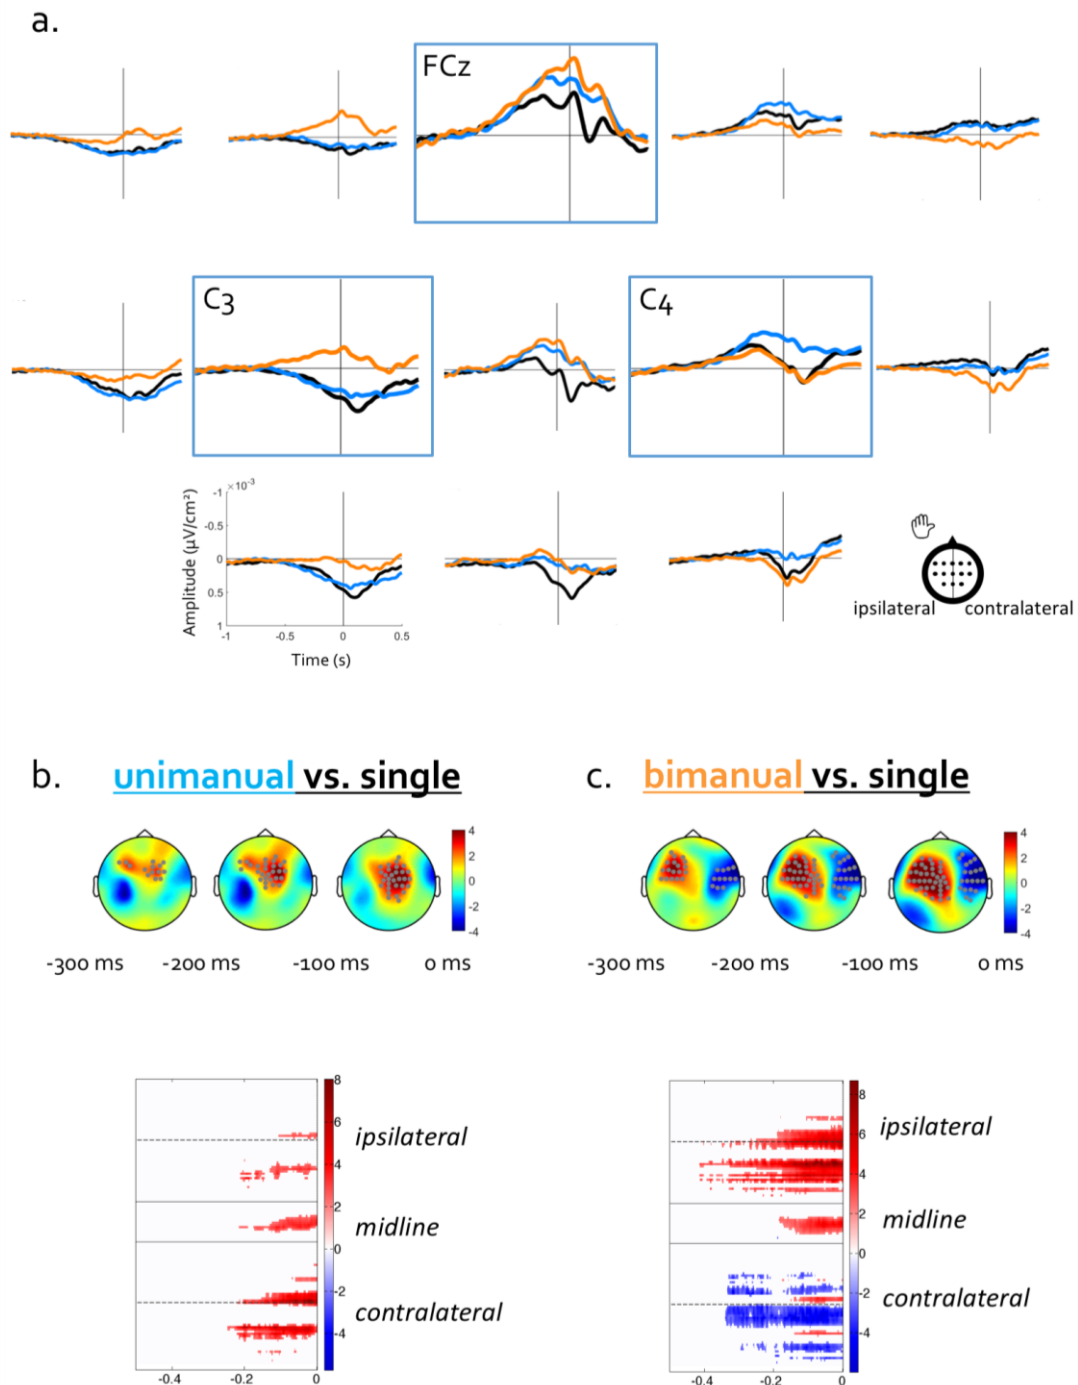 a.
FCz
C3
C4
×10⁻³
-1
-0.5
0
0.5
1
Amplitude (µV/cm²)
-1 -0.5 0 0.5
Time (s)
ipsilateral contralateral
b. unimanual vs. single
4
2
0
-2
-4
-300 ms -200 ms -100 ms 0 ms
c. bimanual vs. single
4
2
0
-2
-4
-300 ms -200 ms -100 ms 0 ms
8
6
4
2
0
-2
-4
ipsilateral
midline
contralateral
-0.4 -0.2 0
8
6
4
2
0
-2
-4
ipsilateral
midline
contralateral
-0.4 -0.2 0